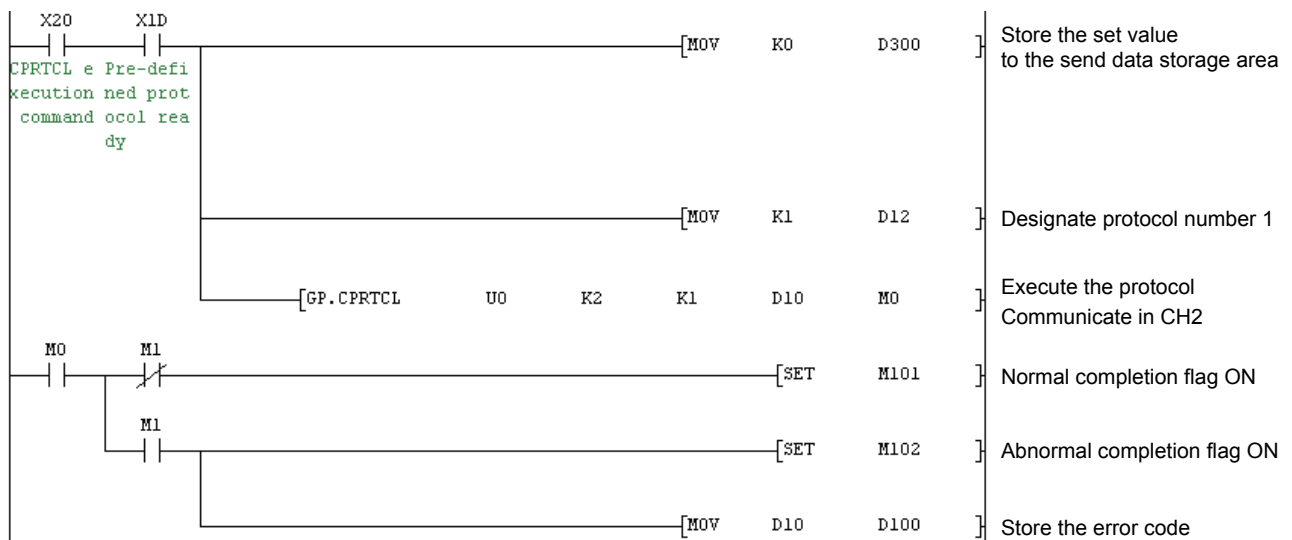 X20 X1D
[MOV K0 D300 ]
Store the set value
to the send data storage area
CPRTCL e Pre-defi
xecution ned prot
command ocol rea
dy
[MOV K1 D12 ]
Designate protocol number 1
[GP.CPRTCL U0 K2 K1 D10 M0 ]
Execute the protocol
Communicate in CH2
M0 M1
[SET M101 ]
Normal completion flag ON
M1
[SET M102 ]
Abnormal completion flag ON
[MOV D10 D100 ]
Store the error code